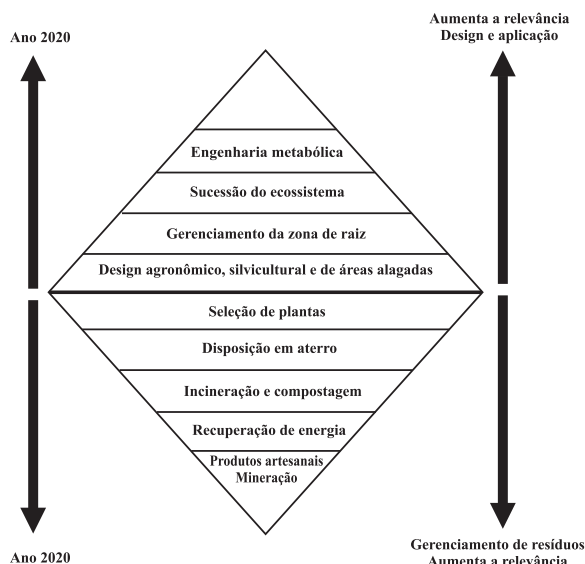 Ano 2020
Aumenta a relevância
Design e aplicação
Engenharia metabólica
Sucessão do ecossistema
Gerenciamento da zona de raiz
Design agronômico, silvicultural e de áreas alagadas
Seleção de plantas
Disposição em aterro
Incineração e compostagem
Recuperação de energia
Produtos artesanais
Mineração
Ano 2020
Gerenciamento de resíduos
Aumenta a relevância